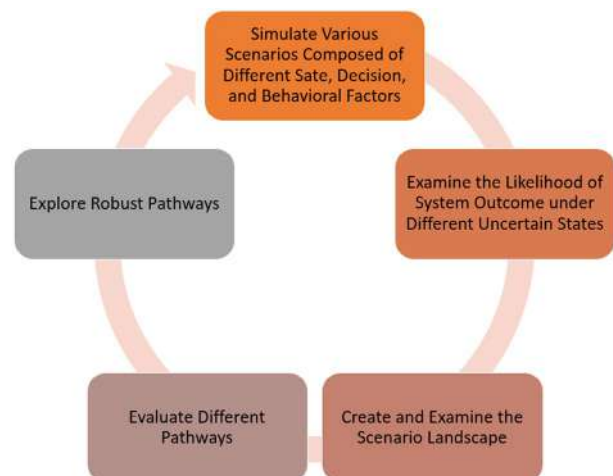 Simulate Various
Scenarios Composed of
Different Sate, Decision,
and Behavioral Factors
Examine the Likelihood of
System Outcome under
Different Uncertain States
Create and Examine the
Scenario Landscape
Evaluate Different
Pathways
Explore Robust Pathways